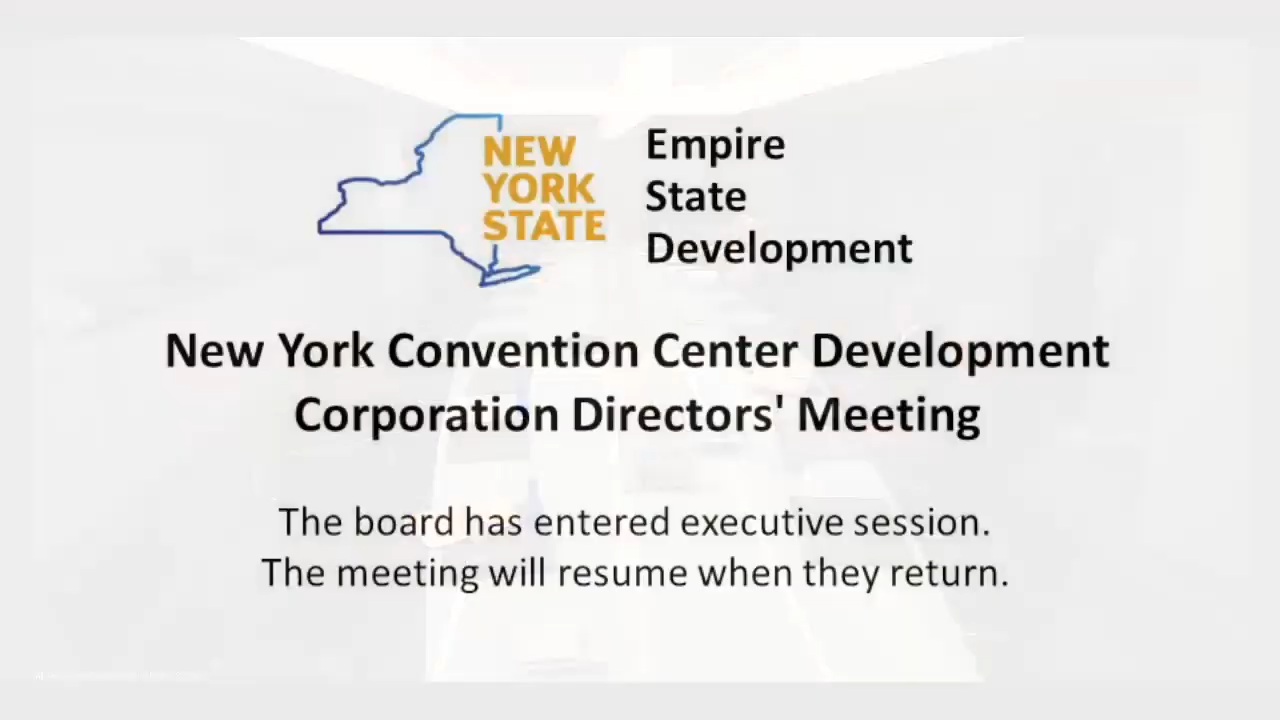 NEW
YORK
STATE
Empire
State
Development
New York Convention Center Development
Corporation Directors' Meeting
The board has entered executive session.
The meeting will resume when they return.